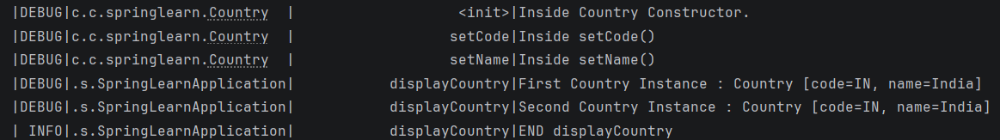 |DEBUG|c.c.springlearn.Country  |                   <init>|Inside Country Constructor.
|DEBUG|c.c.springlearn.Country  |                  setCode|Inside setCode()
|DEBUG|c.c.springlearn.Country  |                  setName|Inside setName()
|DEBUG|.s.SpringLearnApplication|           displayCountry|First Country Instance : Country [code=IN, name=India]
|DEBUG|.s.SpringLearnApplication|           displayCountry|Second Country Instance : Country [code=IN, name=India]
| INFO|.s.SpringLearnApplication|           displayCountry|END displayCountry